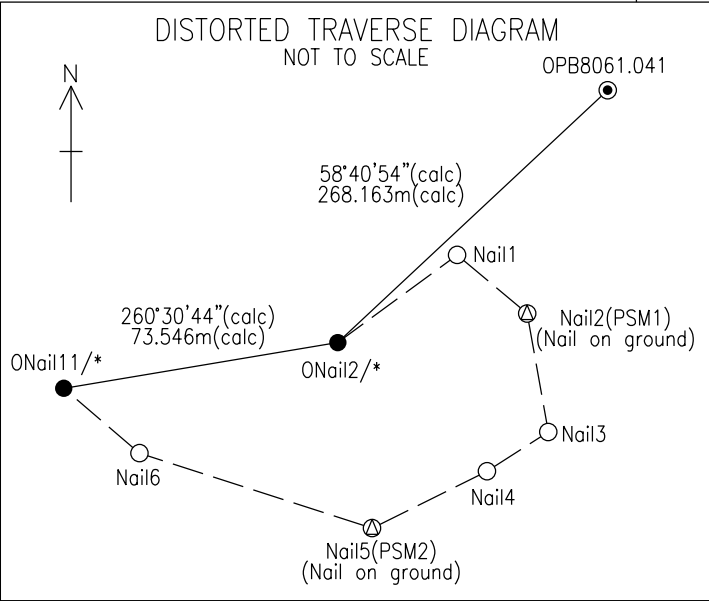 DISTORTED TRAVERSE DIAGRAM
NOT TO SCALE
OPB8061.041
N
58°40'54"(calc)
268.163m(calc)
Nail1
260°30'44"(calc)
73.546m(calc)
Nail2(PSM1)
(Nail on ground)
ONail11/*
ONail2/*
Nail3
Nail6
Nail4
Nail5(PSM2)
(Nail on ground)